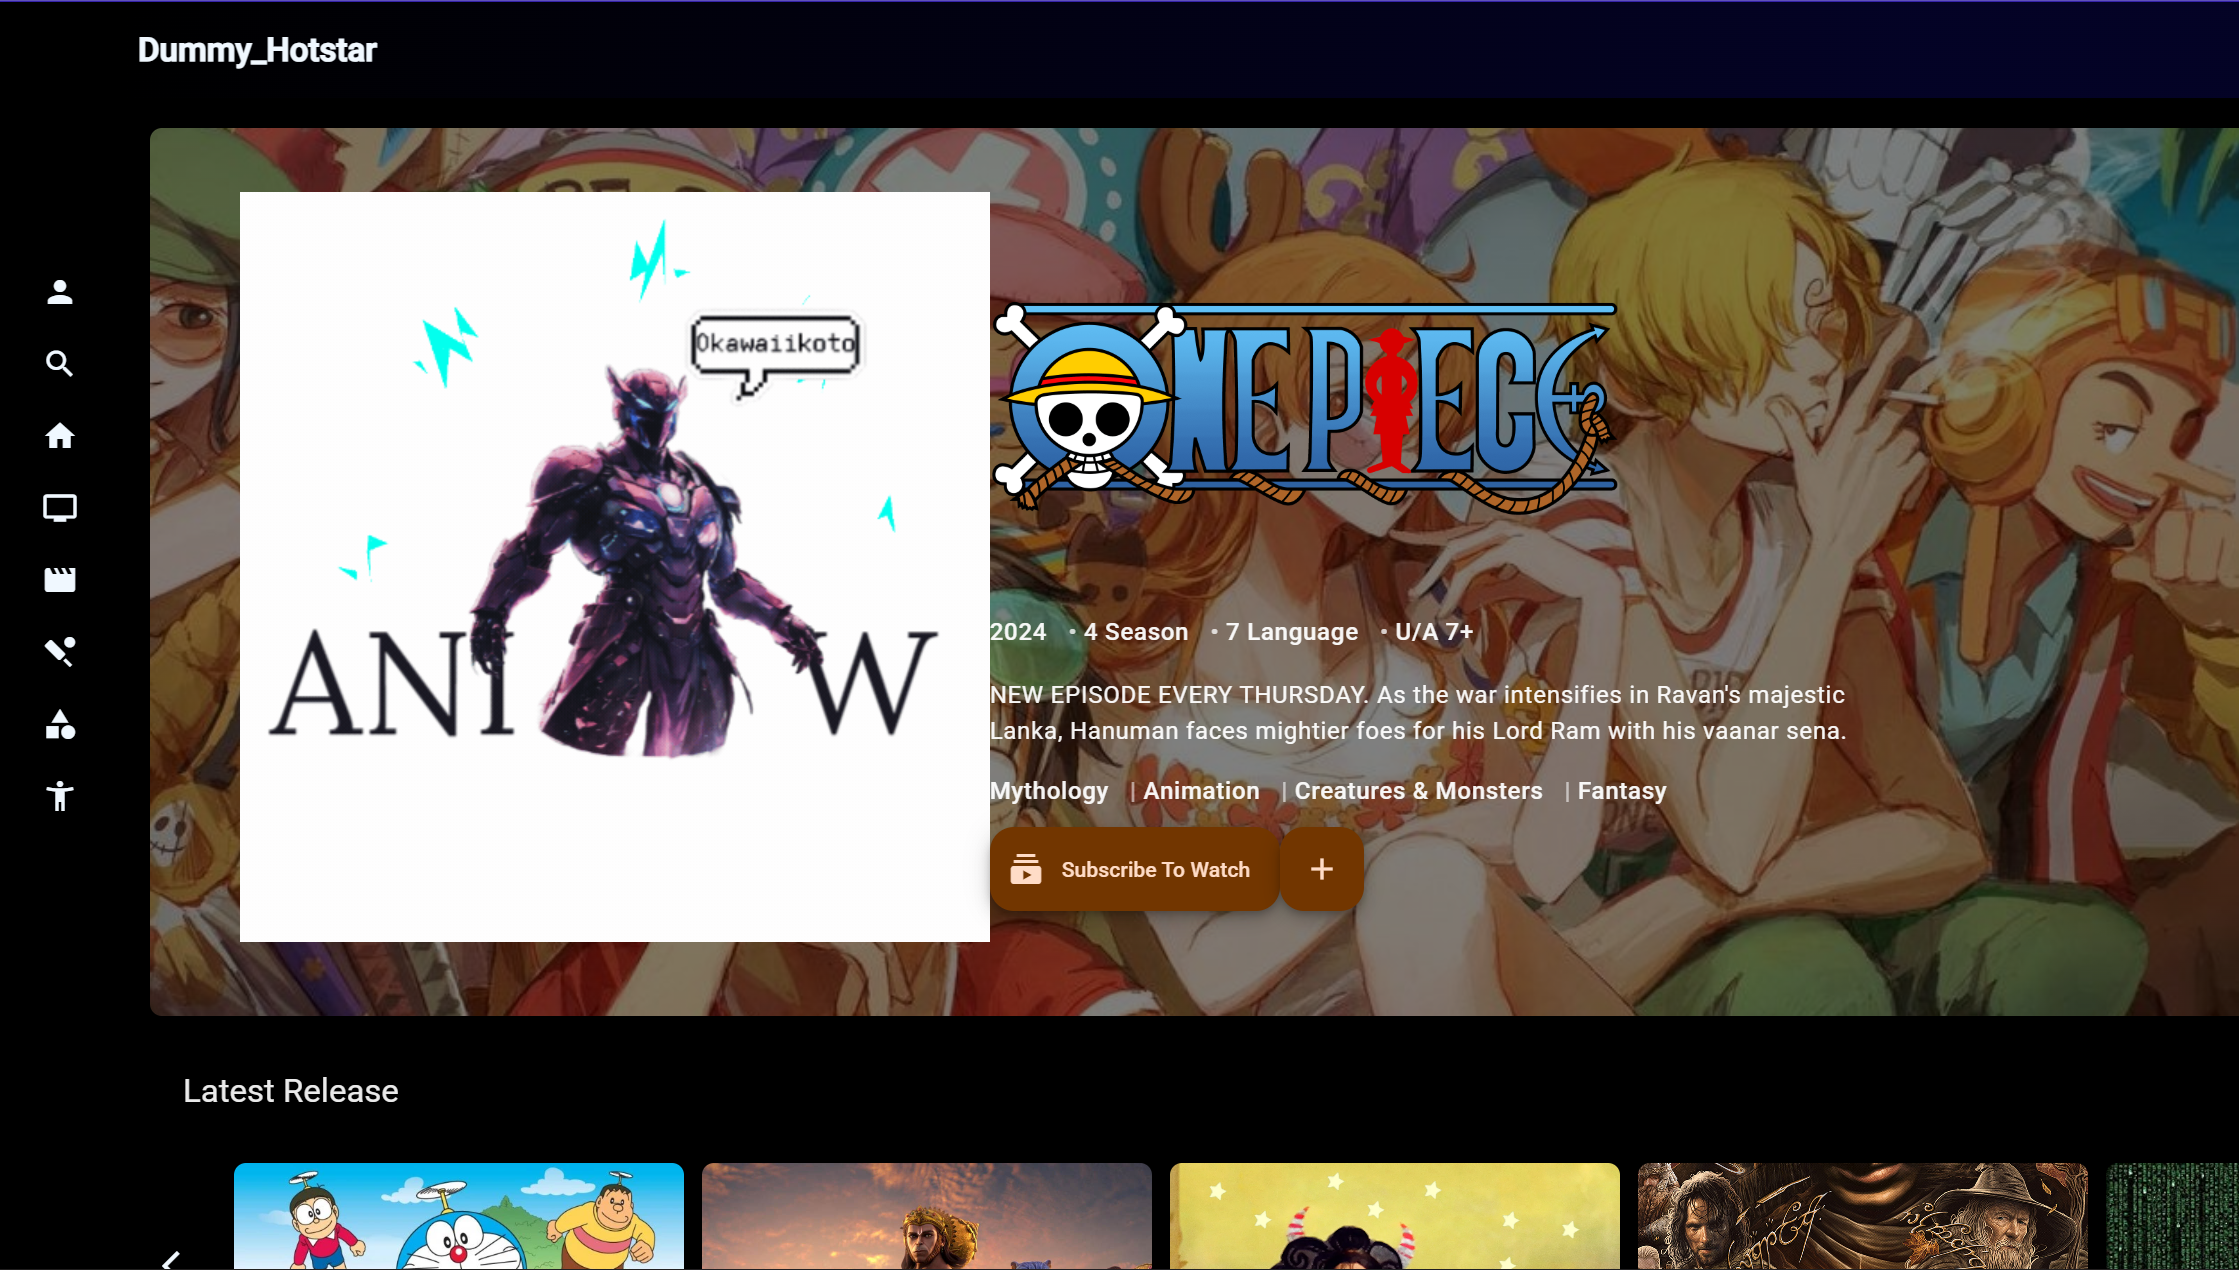 Dummy_Hotstar
Okawaiikoto
ANI W
ONE PIECE
2024 • 4 Season • 7 Language • U/A 7+
NEW EPISODE EVERY THURSDAY. As the war intensifies in Ravan's majestic
Lanka, Hanuman faces mightier foes for his Lord Ram with his vaanar sena.
Mythology | Animation | Creatures & Monsters | Fantasy
Subscribe To Watch +
Latest Release